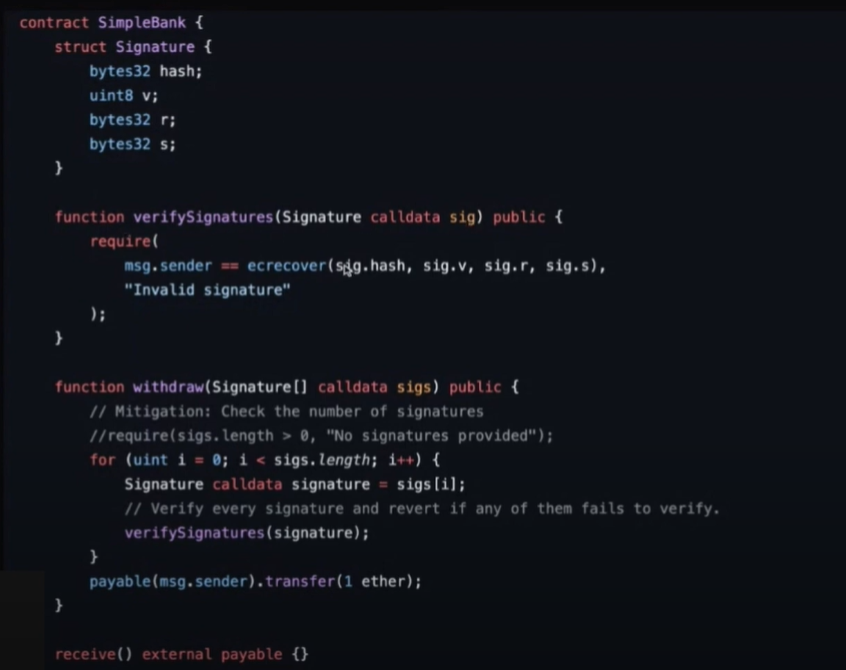 contract SimpleBank {
struct Signature {
bytes32 hash;
uint8 v;
bytes32 r;
bytes32 s;
}
function verifySignatures(Signature calldata sig) public {
require(
msg.sender == ecrecover(sig.hash, sig.v, sig.r, sig.s),
"Invalid signature"
);
}
function withdraw(Signature[] calldata sigs) public {
// Mitigation: Check the number of signatures
//require(sigs.length > 0, "No signatures provided");
for (uint i = 0; i < sigs.length; i++) {
Signature calldata signature = sigs[i];
// Verify every signature and revert if any of them fails to verify.
verifySignatures(signature);
}
payable(msg.sender).transfer(1 ether);
}
receive() external payable {}